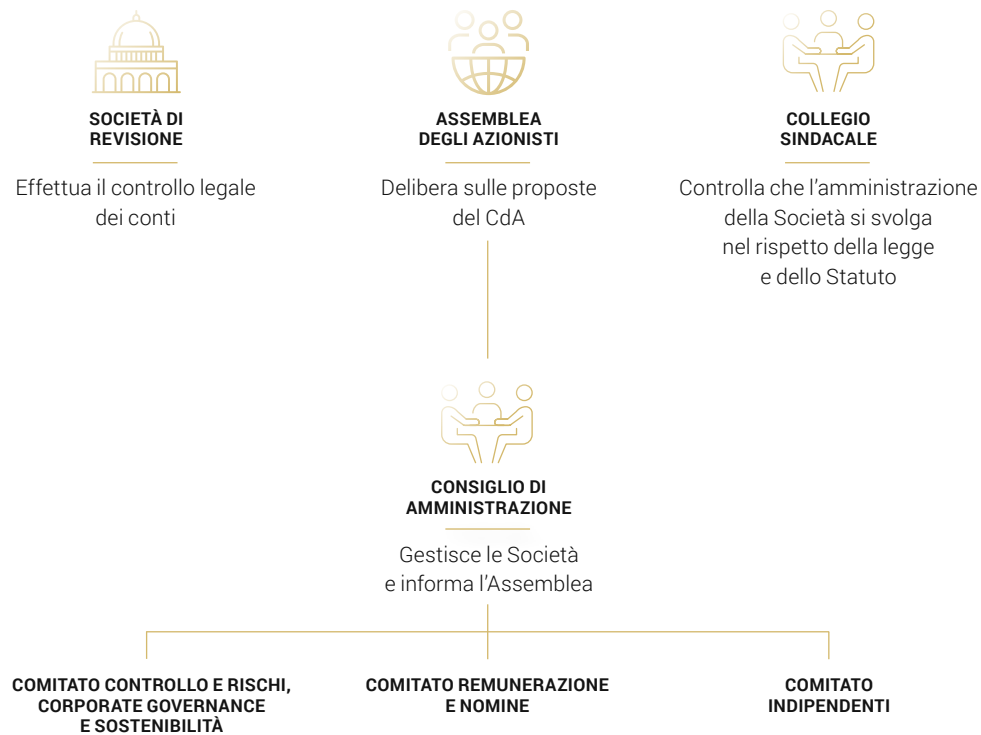 SOCIETÀ DI
REVISIONE
Effettua il controllo legale
dei conti
ASSEMBLEA
DEGLI AZIONISTI
Delibera sulle proposte
del CdA
COLLEGIO
SINDACALE
Controlla che l’amministrazione
della Società si svolga
nel rispetto della legge
e dello Statuto
CONSIGLIO DI
AMMINISTRAZIONE
Gestisce le Società
e informa l’Assemblea
COMITATO CONTROLLO E RISCHI,
CORPORATE GOVERNANCE
E SOSTENIBILITÀ
COMITATO REMUNERAZIONE
E NOMINE
COMITATO
INDIPENDENTI